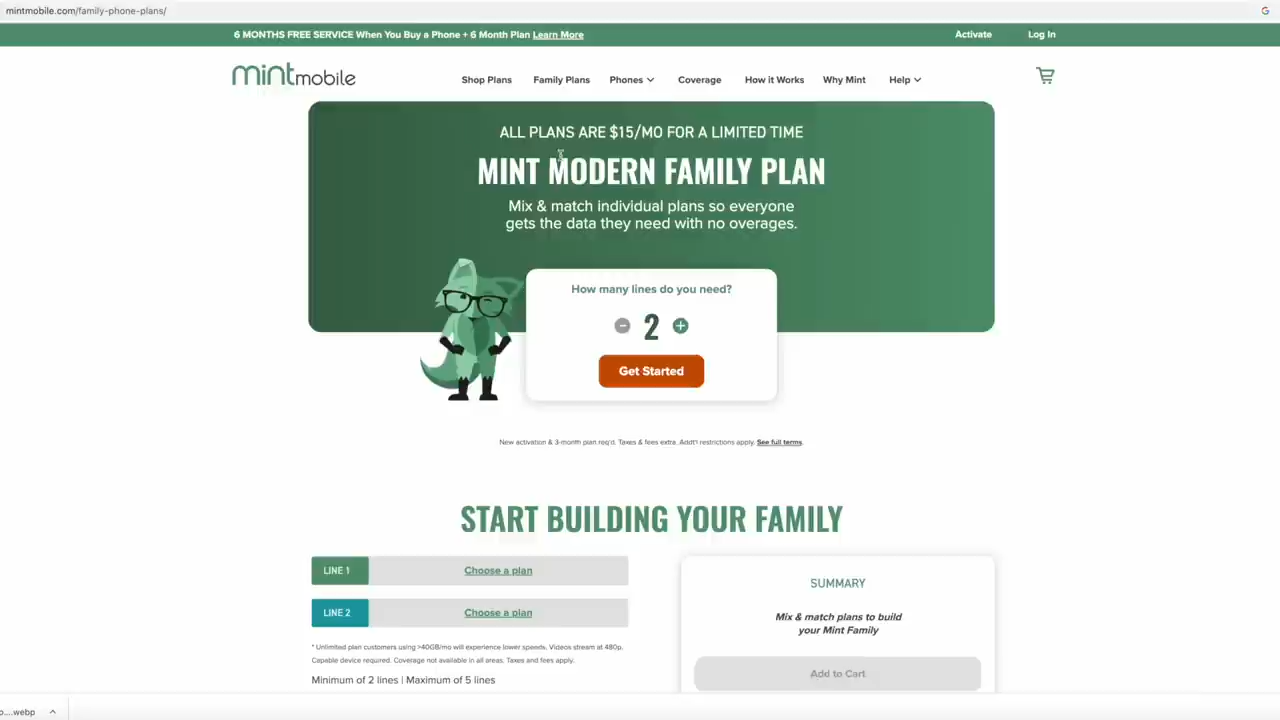 mintmobile.com/family-phone-plans/
6 MONTHS FREE SERVICE When You Buy a Phone + 6 Month Plan Learn More
Activate
Log In
mintmobile
Shop Plans
Family Plans
Phones
Coverage
How it Works
Why Mint
Help
ALL PLANS ARE $15/MO FOR A LIMITED TIME
MINT MODERN FAMILY PLAN
Mix & match individual plans so everyone
gets the data they need with no overages.
How many lines do you need?
2
Get Started
New activation & 3-month plan req'd. Taxes & fees extra. Addt'l restrictions apply. See full terms.
START BUILDING YOUR FAMILY
LINE 1
Choose a plan
LINE 2
Choose a plan
* Unlimited plan customers using >40GB/mo will experience lower speeds. Videos stream at 480p.
Capable device required. Coverage not available in all areas. Taxes and fees apply.
Minimum of 2 lines | Maximum of 5 lines
SUMMARY
Mix & match plans to build
your Mint Family
Add to Cart
o....webp